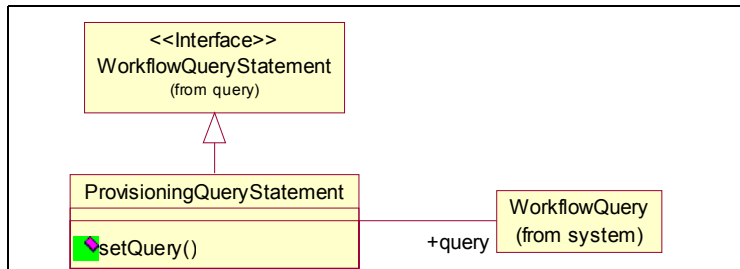 <<Interface>>
WorkflowQueryStatement
(from query)
ProvisioningQueryStatement
setQuery()
WorkflowQuery
(from system)
+query